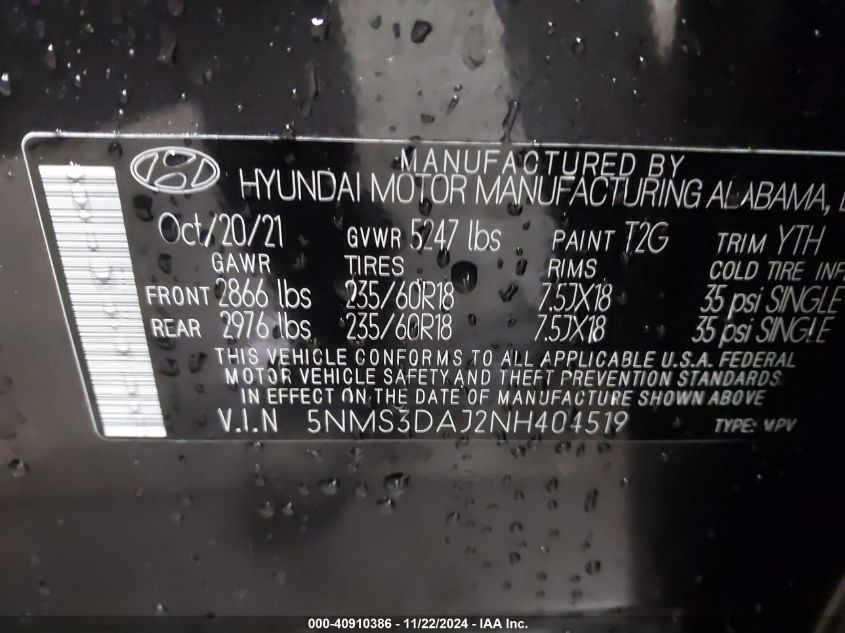 MANUFACTURED BY
HYUNDAI MOTOR MANUFACTURING ALABAMA,
Oct/20/21 GVWR 5247 lbs PAINT T2G TRIM YTH
GAWR TIRES RIMS COLD TIRE INF
FRONT 2866 lbs 235/60R18 7.5JX18 35 psi SINGLE
REAR 2976 lbs 235/60R18 7.5JX18 35 psi SINGLE
THIS VEHICLE CONFORMS TO ALL APPLICABLE U.S.A. FEDERAL
MOTOR VEHICLE SAFETY AND THEFT PREVENTION STANDARDS
IN EFFECT ON THE DATE OF MANUFACTURE SHOWN ABOVE
V.I.N 5NMS3DAJ2NH404519 TYPE: MPV
000-40910386 - 11/22/2024 - IAA Inc.